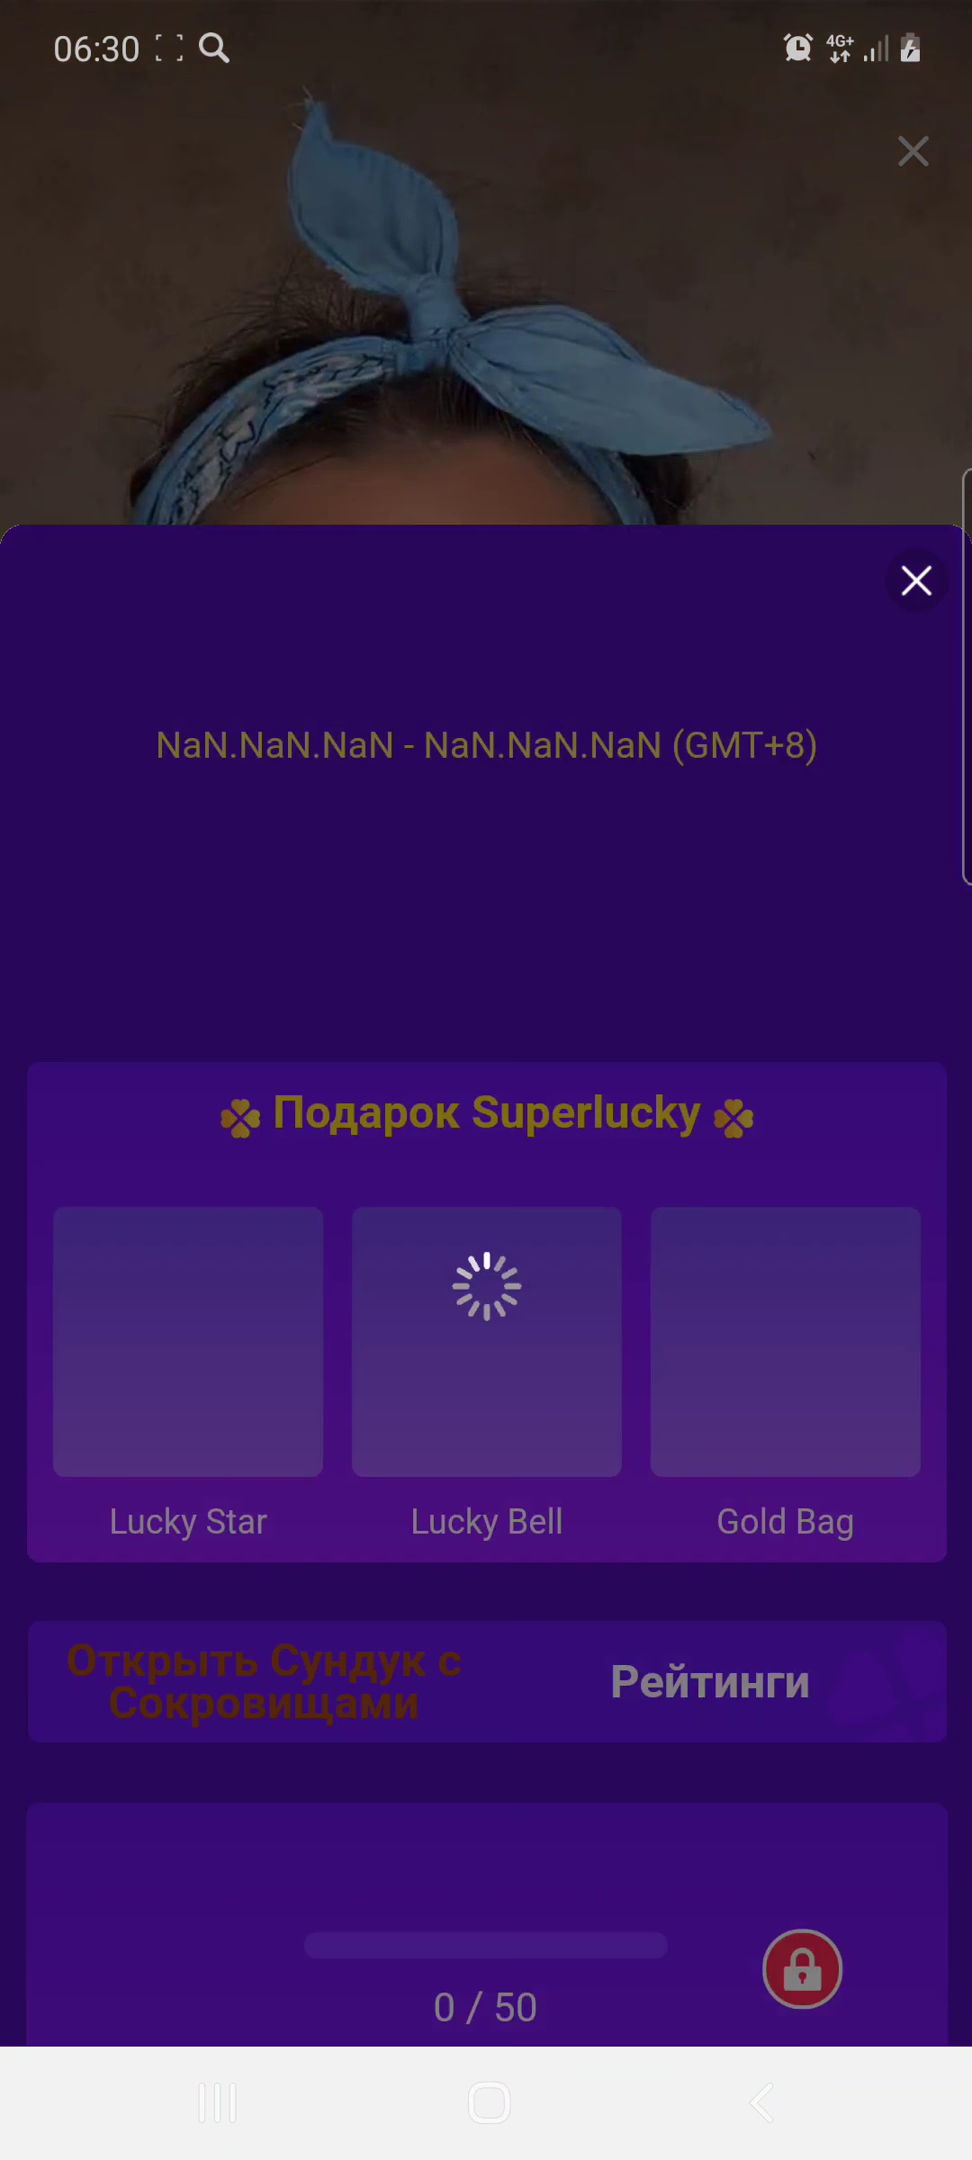 06:30
4G+
NaN.NaN.NaN - NaN.NaN.NaN (GMT+8)
Подарок Superlucky
Lucky Star
Lucky Bell
Gold Bag
Открыть Сундук с
Сокровищами
Рейтинги
0 / 50